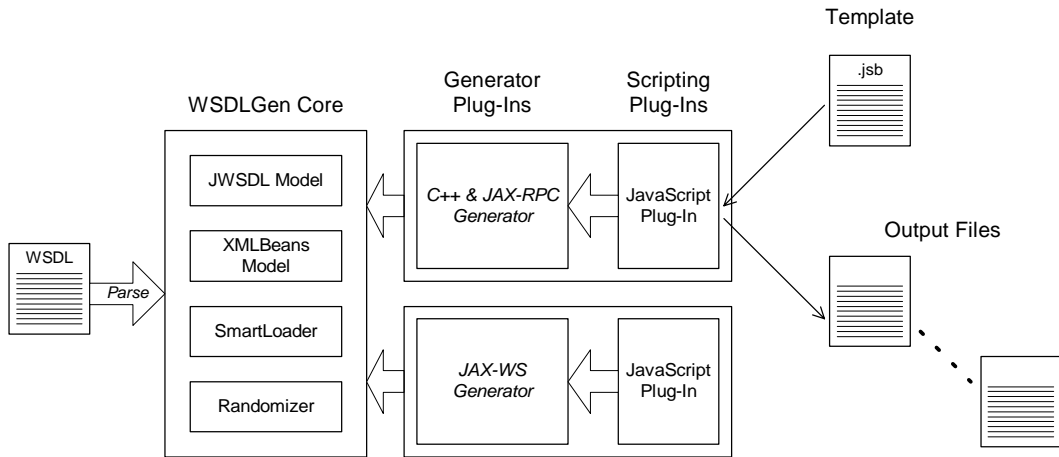 Template
.jsb
Generator
Plug-Ins
Scripting
Plug-Ins
WSDLGen Core
JWSDL Model
C++ & JAX-RPC
Generator
JavaScript
Plug-In
XMLBeans
Model
Output Files
WSDL
Parse
SmartLoader
JAX-WS
Generator
JavaScript
Plug-In
Randomizer